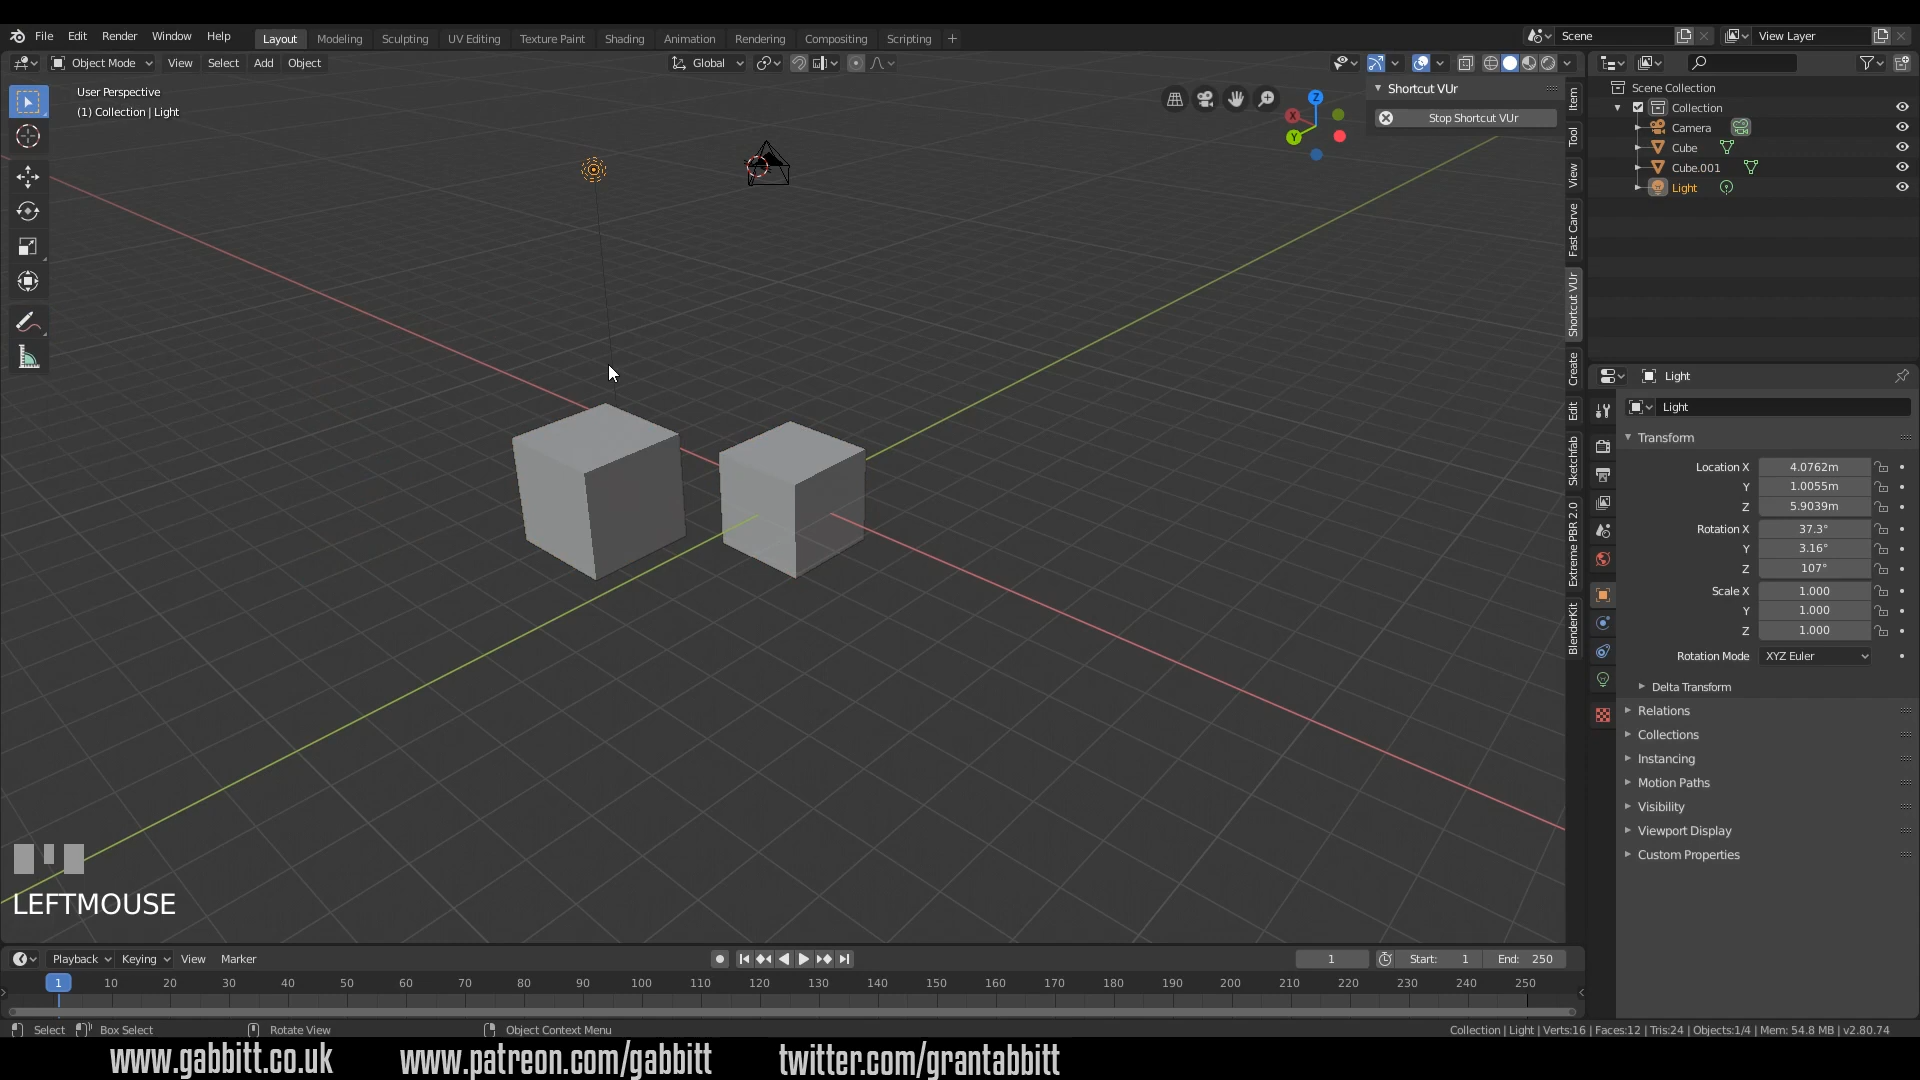 File Edit Render Window Help Layout Modeling Sculpting UV Editing Texture Paint Shading Animation Rendering Compositing Scripting + Scene View Layer
Object Mode View Select Add Object Global
User Perspective
(1) Collection | Light
X Y Z
Shortcut VUr
Stop Shortcut VUr
Item
Tool
View
Fast Carve
Shortcut VUr
Create
Edit
Sketchfab
Extreme PBR 2.0
BlenderKit
Scene Collection
Collection
Camera
Cube
Cube.001
Light
Light
Light
Transform
Location X 4.0762m
Y 1.0055m
Z 5.9039m
Rotation X 37.3°
Y 3.16°
Z 107°
Scale X 1.000
Y 1.000
Z 1.000
Rotation Mode XYZ Euler
Delta Transform
Relations
Collections
Instancing
Motion Paths
Visibility
Viewport Display
Custom Properties
LEFTMOUSE
Playback Keying View Marker 1 Start: 1 End: 250
1 10 20 30 40 50 60 70 80 90 100 110 120 130 140 150 160 170 180 190 200 210 220 230 240 250
Select Box Select Rotate View Object Context Menu Collection | Light | Verts:16 | Faces:12 | Tris:24 | Objects:1/4 | Mem: 54.8 MB | v2.80.74
www.gabbitt.co.uk www.patreon.com/gabbitt twitter.com/grantabbitt